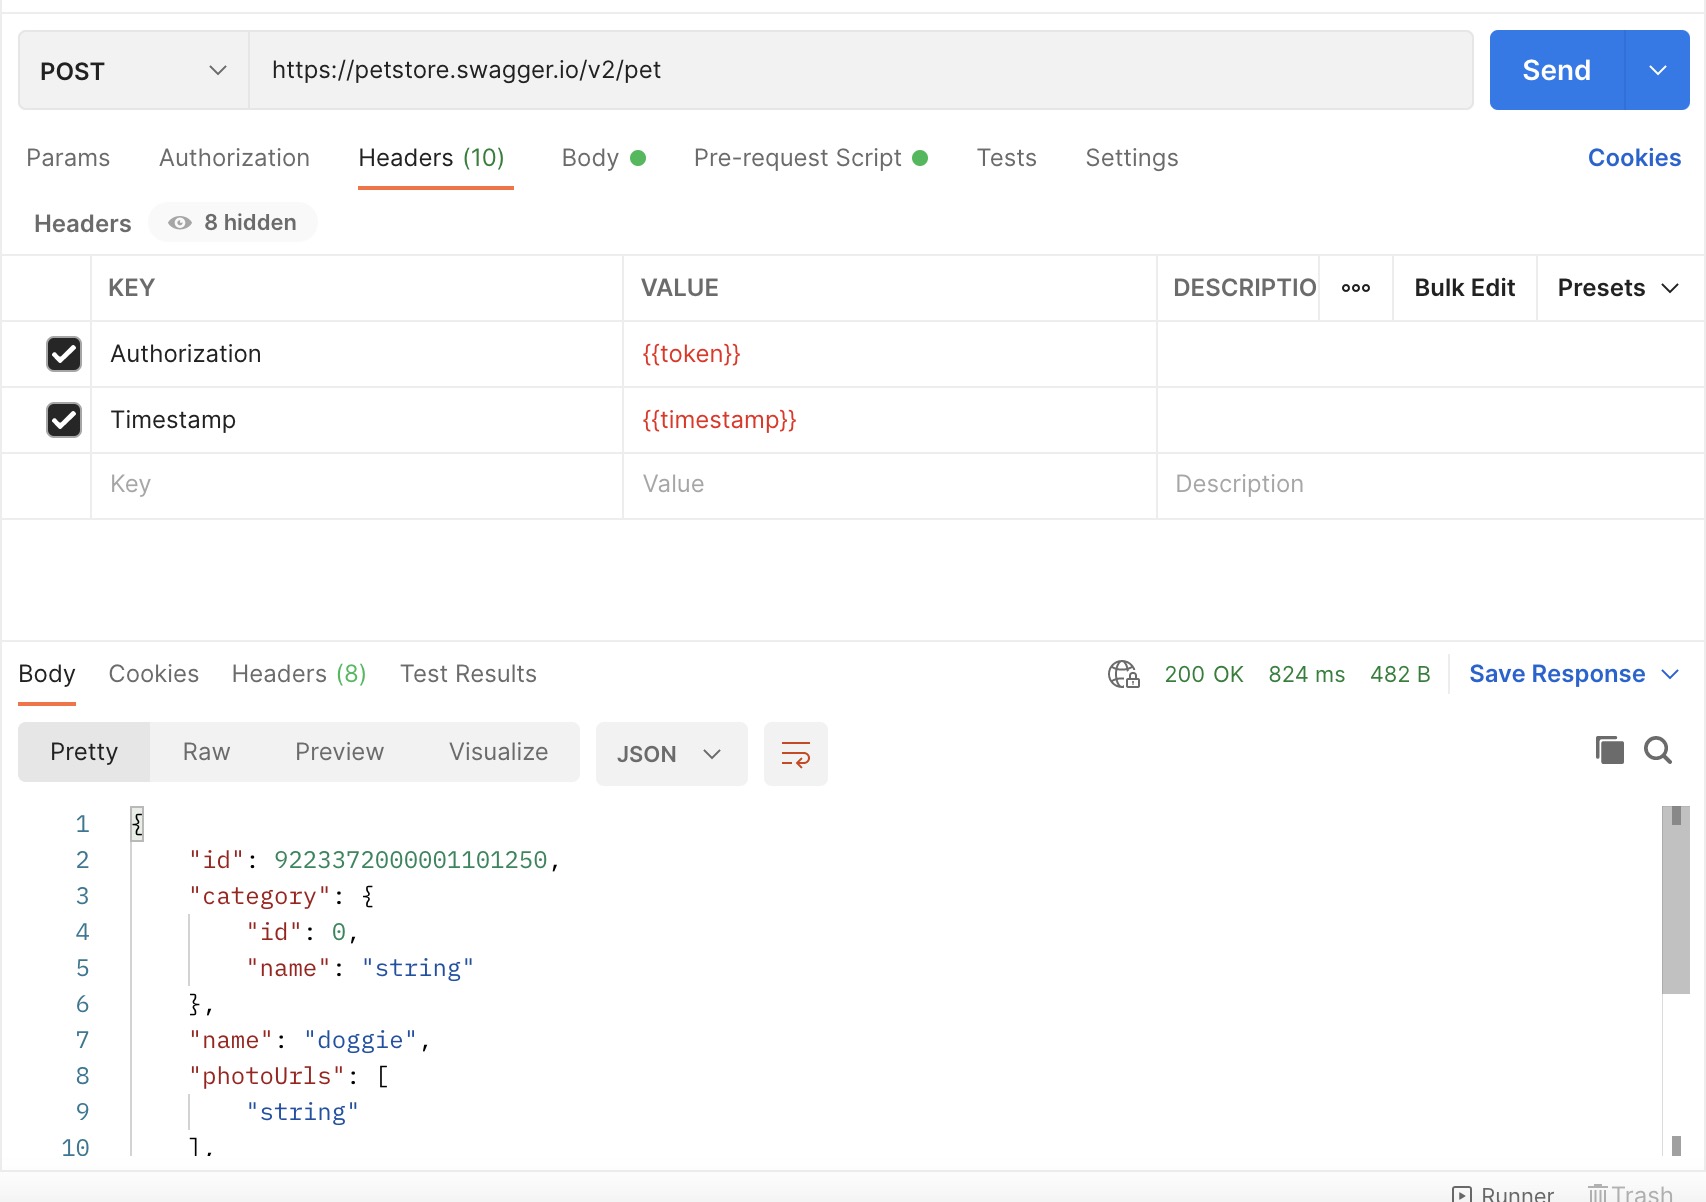 POST https://petstore.swagger.io/v2/pet Send
Params Authorization Headers (10) Body Pre-request Script Tests Settings Cookies
Headers 8 hidden
KEY VALUE DESCRIPTIO Bulk Edit Presets
Authorization {{token}}
Timestamp {{timestamp}}
Key Value Description
Body Cookies Headers (8) Test Results 200 OK 824 ms 482 B Save Response
Pretty Raw Preview Visualize JSON
1 {
2 "id": 9223372000001101250,
3 "category": {
4 "id": 0,
5 "name": "string"
6 },
7 "name": "doggie",
8 "photoUrls": [
9 "string"
10 ],
Runner Trash